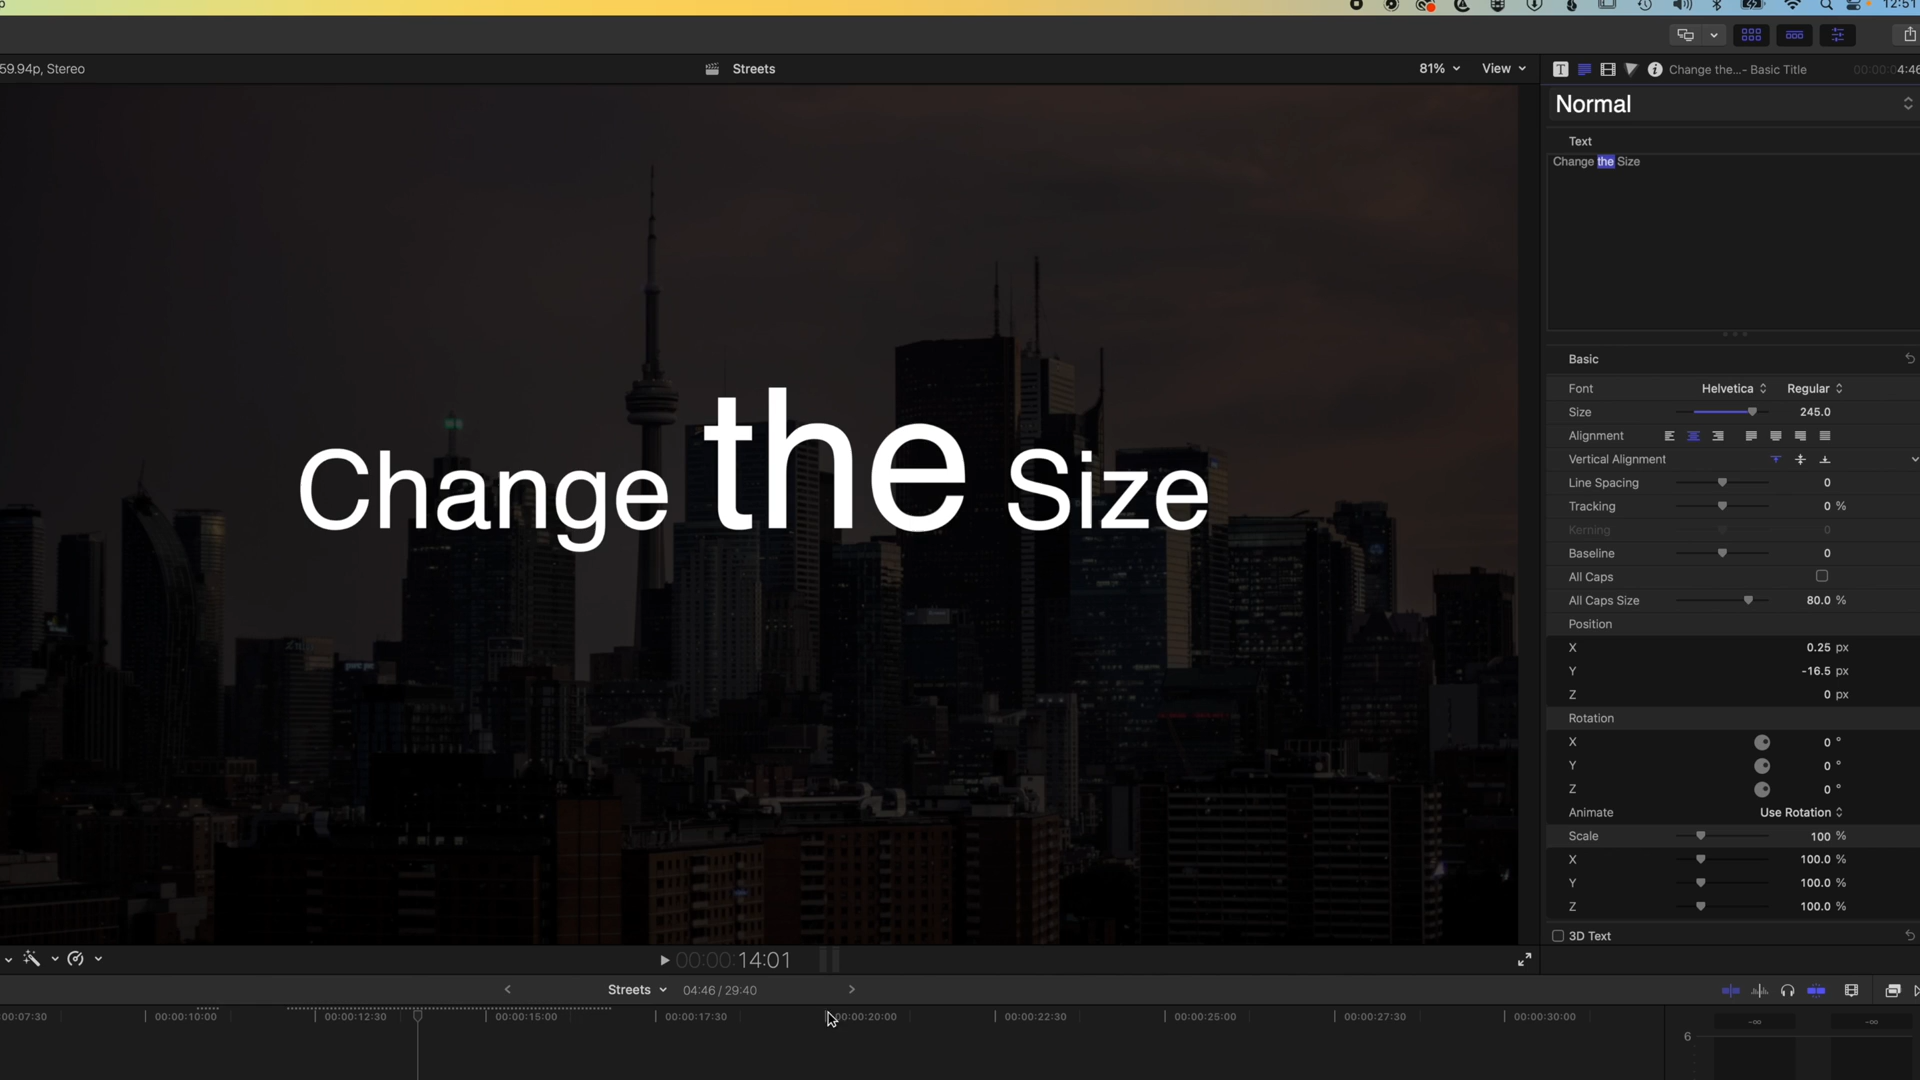 12:51
59.94p, Stereo
Streets
81%
View
Change the...- Basic Title
00:00:04:46
Normal
Text
Change the Size
Basic
Font Helvetica Regular
Size 245.0
Alignment
Vertical Alignment
Line Spacing 0
Tracking 0 %
Kerning 0
Baseline 0
All Caps
All Caps Size 80.0 %
Position
X 0.25 px
Y -16.5 px
Z 0 px
Rotation
X 0 °
Y 0 °
Z 0 °
Animate Use Rotation
Scale 100 %
X 100.0 %
Y 100.0 %
Z 100.0 %
3D Text
Change the Size
00:00:14:01
Streets 04:46 / 29:40
00:07:30 00:00:10:00 00:00:12:30 00:00:15:00 00:00:17:30 00:00:20:00 00:00:22:30 00:00:25:00 00:00:27:30 00:00:30:00
-∞ -∞
6